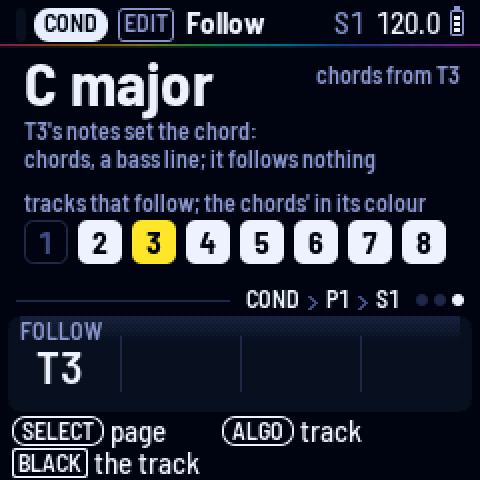 COND EDIT Follow S1 120.0
C major chords from T3
T3's notes set the chord:
chords, a bass line; it follows nothing
tracks that follow; the chords' in its colour
1 2 3 4 5 6 7 8
COND > P1 > S1
FOLLOW
T3
SELECT page ALGO track
BLACK the track